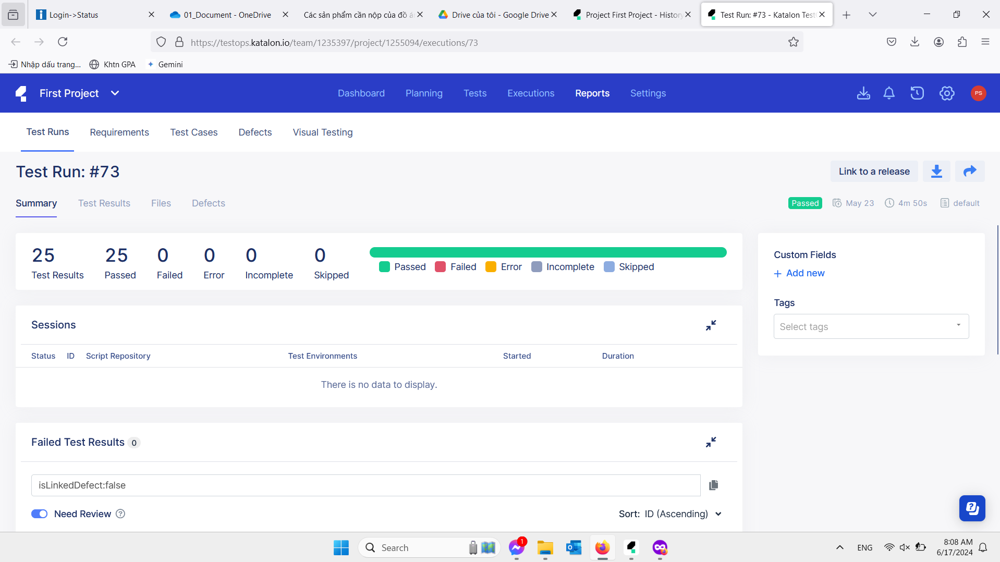 Login->Status
01_Document - OneDrive
Các sản phẩm cần nộp của đồ á
Drive của tôi - Google Drive
Project First Project - History
Test Run: #73 - Katalon Test
https://testops.katalon.io/team/1235397/project/1255094/executions/73
Nhập dấu trang...
Khtn GPA
Gemini
First Project
Dashboard
Planning
Tests
Executions
Reports
Settings
PS
Test Runs
Requirements
Test Cases
Defects
Visual Testing
Test Run: #73
Link to a release
Summary
Test Results
Files
Defects
Passed
May 23
4m 50s
default
25
25
0
0
0
0
Test Results
Passed
Failed
Error
Incomplete
Skipped
Passed
Failed
Error
Incomplete
Skipped
Custom Fields
+ Add new
Tags
Select tags
Sessions
Status
ID
Script Repository
Test Environments
Started
Duration
There is no data to display.
Failed Test Results 0
isLinkedDefect:false
Need Review ?
Sort: ID (Ascending)
Search
1
ENG
8:08 AM
6/17/2024